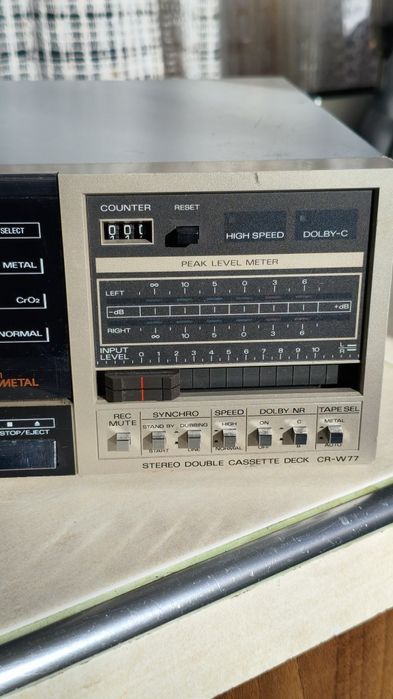 COUNTER RESET
SELECT
HIGH SPEED DOLBY-C
METAL
PEAK LEVEL METER
LEFT ∞ 10 5 0 3 6
CrO₂
-dB +dB
RIGHT ∞ 10 5 0 3 6
NORMAL
INPUT LEVEL 0 1 2 3 4 5 6 7 8 9 10 L R
METAL
STOP/EJECT
REC MUTE SYNCHRO SPEED DOLBY NR TAPE SEL
STAND BY DUBBING HIGH ON C METAL
START LINE NORMAL OFF B AUTO
STEREO DOUBLE CASSETTE DECK CR-W77